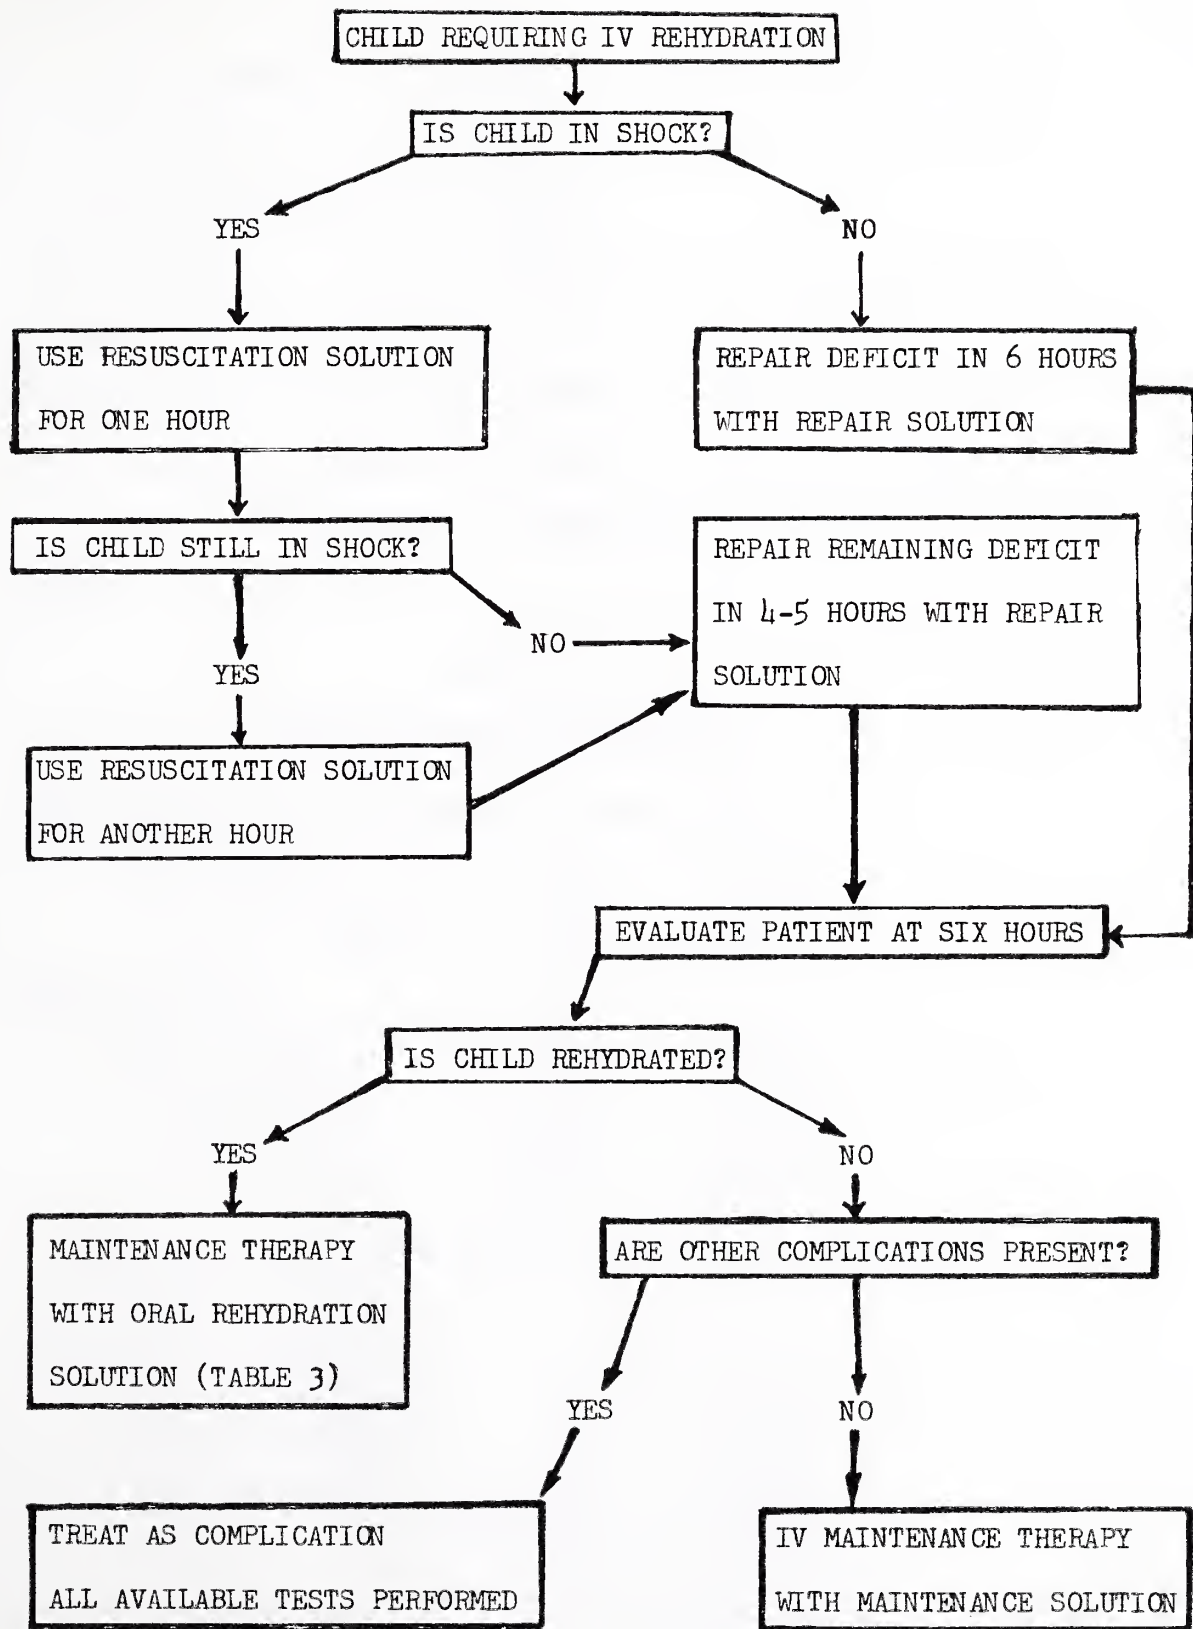 CHILD REQUIRING IV REHYDRATION
IS CHILD IN SHOCK?
YES
NO
USE RESUSCITATION SOLUTION
FOR ONE HOUR
REPAIR DEFICIT IN 6 HOURS
WITH REPAIR SOLUTION
IS CHILD STILL IN SHOCK?
REPAIR REMAINING DEFICIT
IN 4-5 HOURS WITH REPAIR
SOLUTION
NO
YES
USE RESUSCITATION SOLUTION
FOR ANOTHER HOUR
EVALUATE PATIENT AT SIX HOURS
IS CHILD REHYDRATED?
YES
NO
MAINTENANCE THERAPY
WITH ORAL REHYDRATION
SOLUTION (TABLE 3)
ARE OTHER COMPLICATIONS PRESENT?
YES
NO
TREAT AS COMPLICATION
ALL AVAILABLE TESTS PERFORMED
IV MAINTENANCE THERAPY
WITH MAINTENANCE SOLUTION